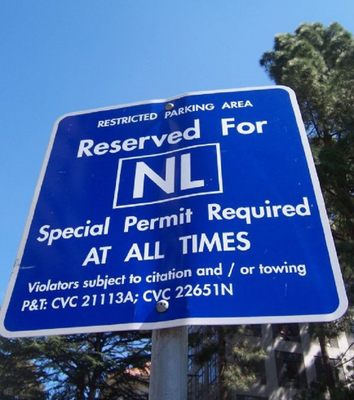 RESTRICTED PARKING AREA
Reserved For
NL
Special Permit Required
AT ALL TIMES
Violators subject to citation and / or towing
P&T: CVC 21113A; CVC 22651N